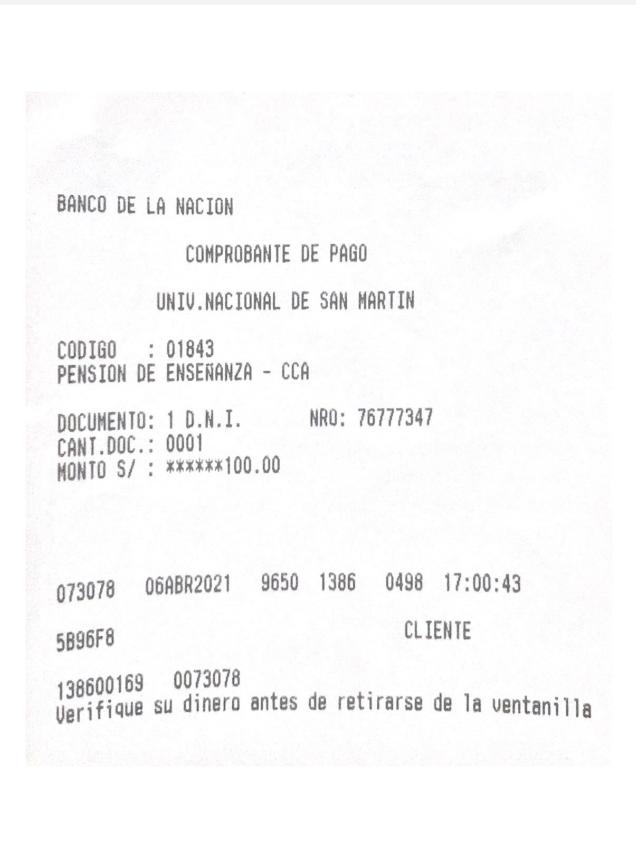 BANCO DE LA NACION
COMPROBANTE DE PAGO
UNIV.NACIONAL DE SAN MARTIN
CODIGO : 01843
PENSION DE ENSEÑANZA - CCA
DOCUMENTO: 1 D.N.I. NRO: 76777347
CANT.DOC.: 0001
MONTO S/ : ******100.00
073078 06ABR2021 9650 1386 0498 17:00:43
5B96F8 CLIENTE
138600169 0073078
Verifique su dinero antes de retirarse de la ventanilla